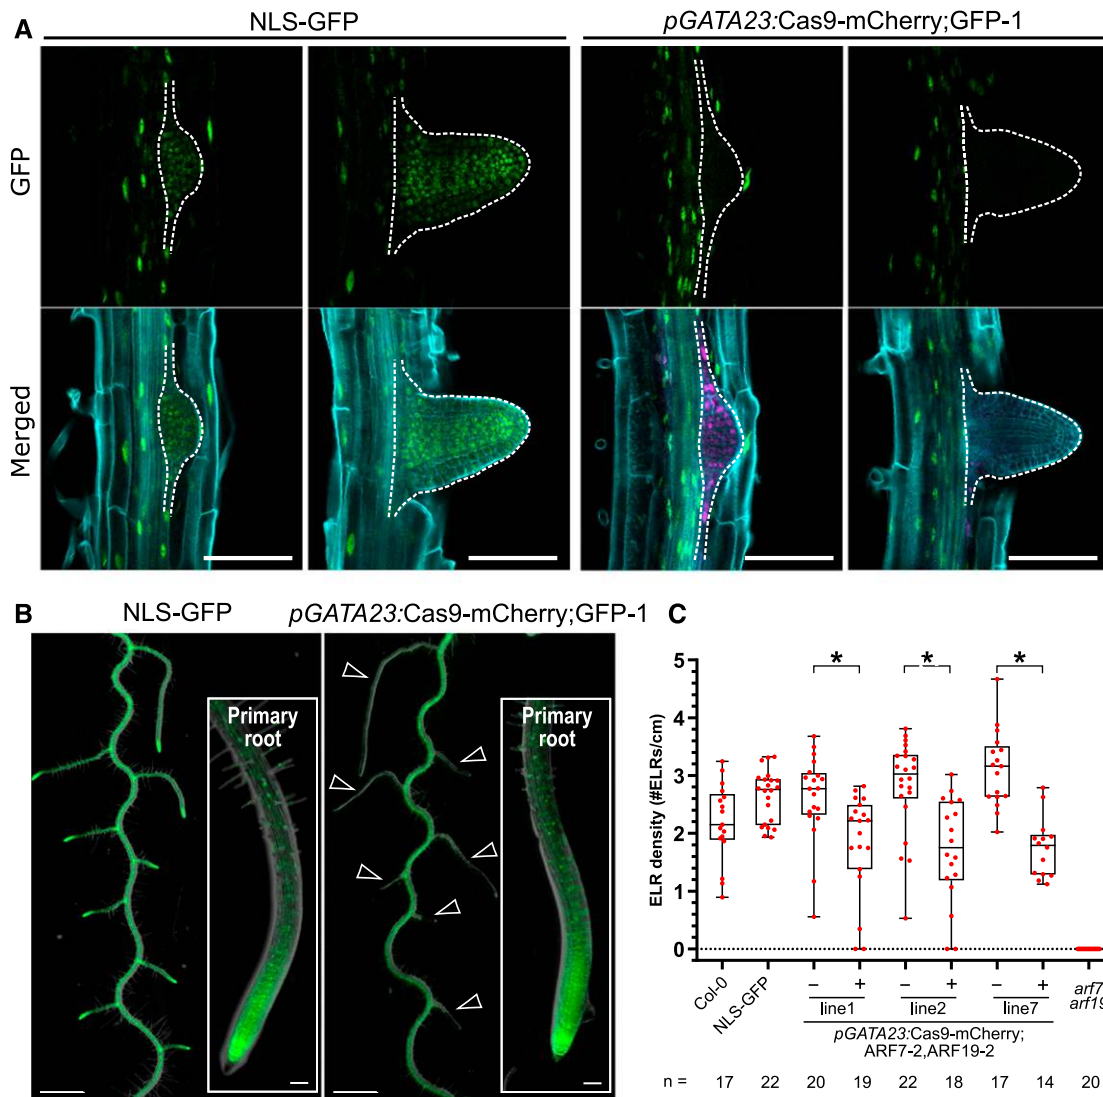 A
NLS-GFP
pGATA23:Cas9-mCherry;GFP-1
GFP
Merged
B
NLS-GFP
pGATA23:Cas9-mCherry;GFP-1
Primary
root
Primary
root
C
ELR density (#ELRs/cm)
5
4
3
2
1
0
*
*
*
Col-0
NLS-GFP
− +
line1
− +
line2
− +
line7
arf7
arf19
pGATA23:Cas9-mCherry;
ARF7-2,ARF19-2
n = 17 22 20 19 22 18 17 14 20